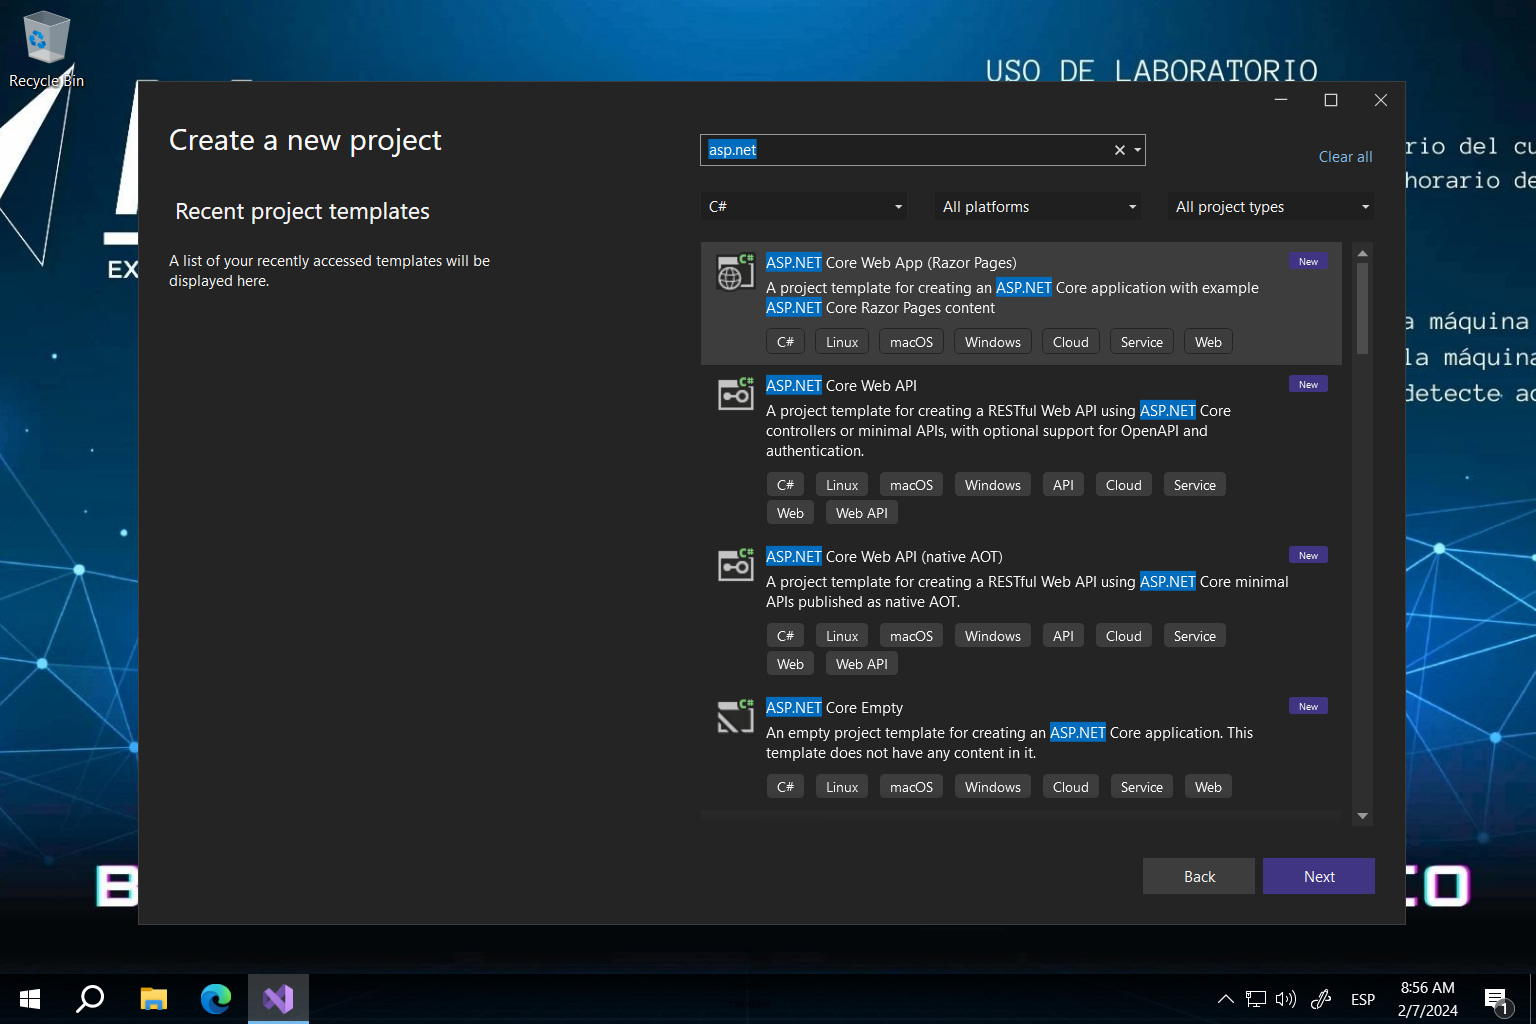 Recycle Bin
USO DE LABORATORIO
Create a new project
asp.net
Clear all
rio del cu
horario de
Recent project templates
C#
All platforms
All project types
A list of your recently accessed templates will be
displayed here.
EX
ASP.NET Core Web App (Razor Pages)
New
A project template for creating an ASP.NET Core application with example
ASP.NET Core Razor Pages content
C# Linux macOS Windows Cloud Service Web
a máquina
la máquina
detecte ac
ASP.NET Core Web API
New
A project template for creating a RESTful Web API using ASP.NET Core
controllers or minimal APIs, with optional support for OpenAPI and
authentication.
C# Linux macOS Windows API Cloud Service
Web Web API
ASP.NET Core Web API (native AOT)
New
A project template for creating a RESTful Web API using ASP.NET Core minimal
APIs published as native AOT.
C# Linux macOS Windows API Cloud Service
Web Web API
ASP.NET Core Empty
New
An empty project template for creating an ASP.NET Core application. This
template does not have any content in it.
C# Linux macOS Windows Cloud Service Web
Back
Next
B
CO
ESP
8:56 AM
2/7/2024
1